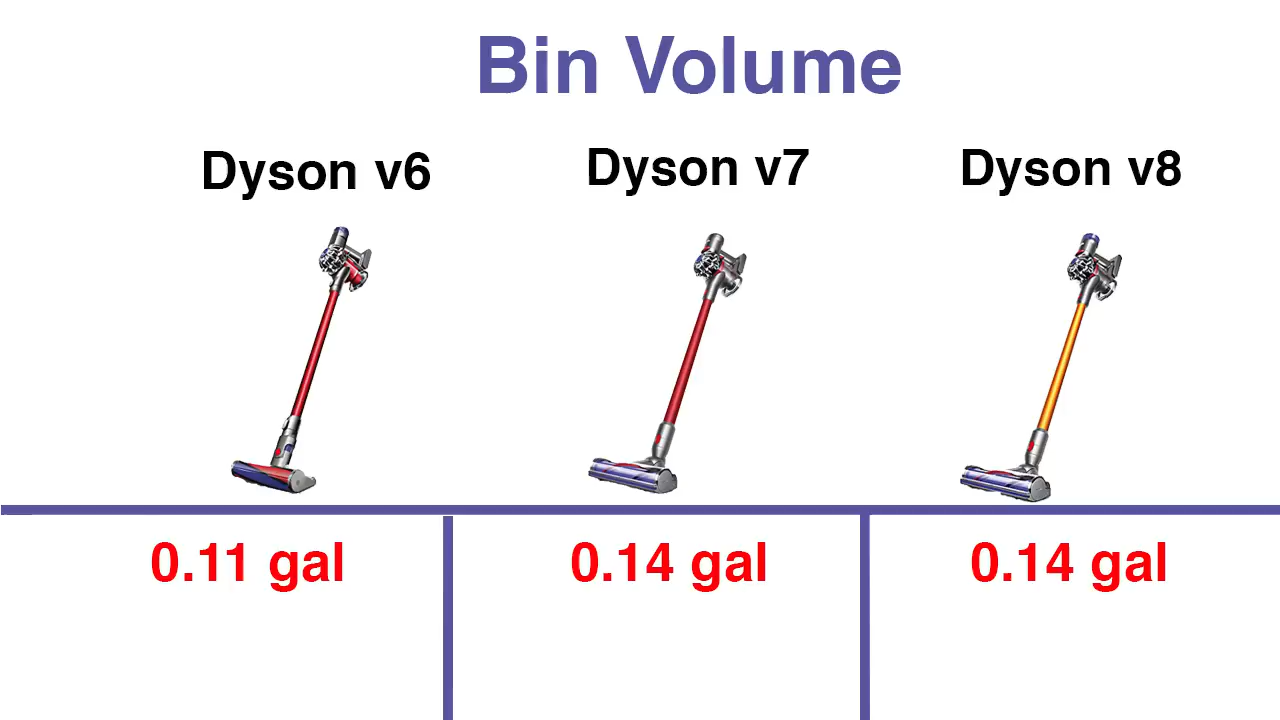 Bin Volume
Dyson v6
Dyson v7
Dyson v8
0.11 gal
0.14 gal
0.14 gal